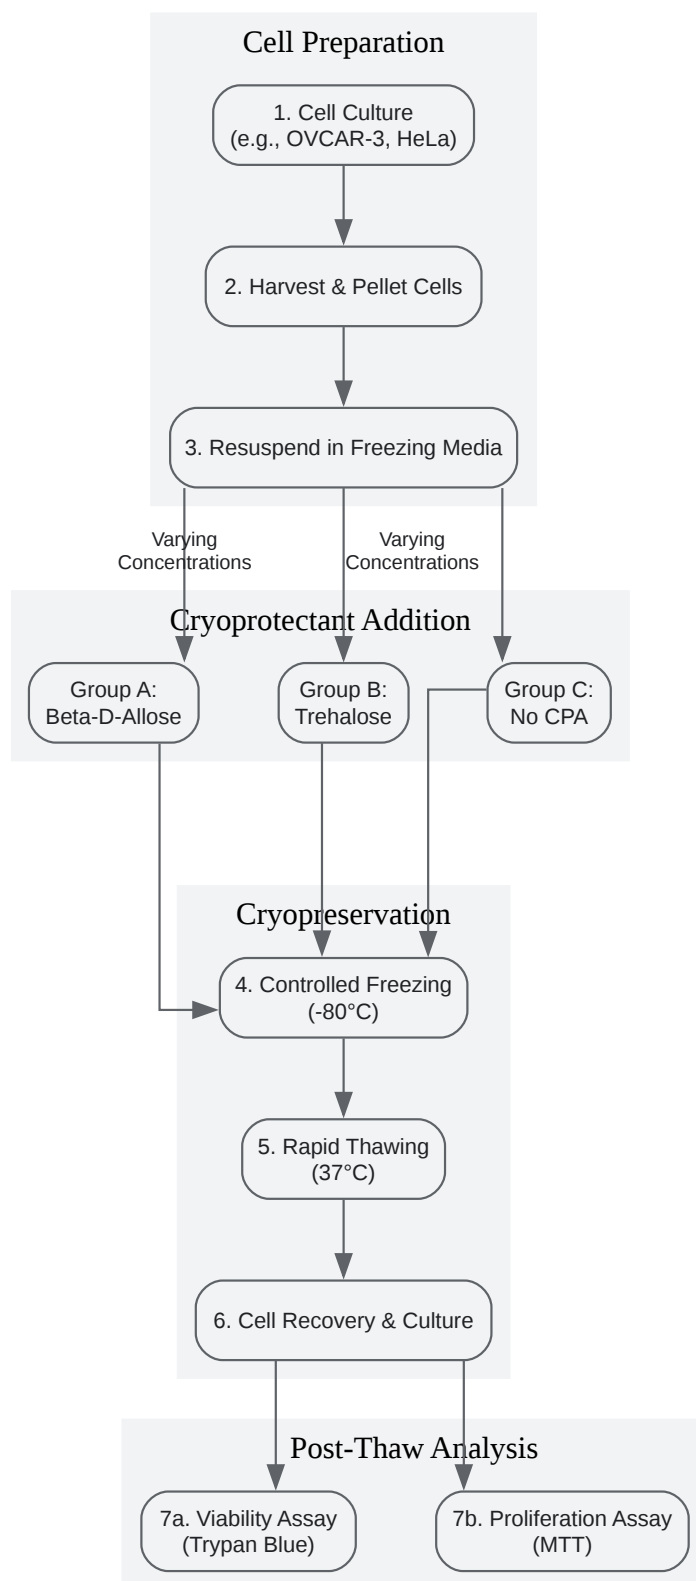 Cell Preparation
1. Cell Culture
(e.g., OVCAR-3, HeLa)
2. Harvest & Pellet Cells
3. Resuspend in Freezing Media
Varying
Concentrations
Varying
Concentrations
Cryoprotectant Addition
Group A:
Beta-D-Allose
Group B:
Trehalose
Group C:
No CPA
Cryopreservation
4. Controlled Freezing
(-80°C)
5. Rapid Thawing
(37°C)
6. Cell Recovery & Culture
Post-Thaw Analysis
7a. Viability Assay
(Trypan Blue)
7b. Proliferation Assay
(MTT)